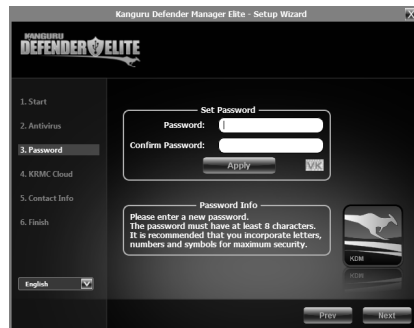 Kanguru Defender Manager Elite - Setup Wizard
X
KANGURU
DEFENDER ELITE
1. Start
2. Antivirus
3. Password
4. KRMC Cloud
5. Contact Info
6. Finish
English
Set Password
Password:
Confirm Password:
Apply
VK
Password Info
Please enter a new password.
The password must have at least 8 characters.
It is recommended that you incorporate letters,
numbers and symbols for maximum security.
KDM
KDM
Prev
Next